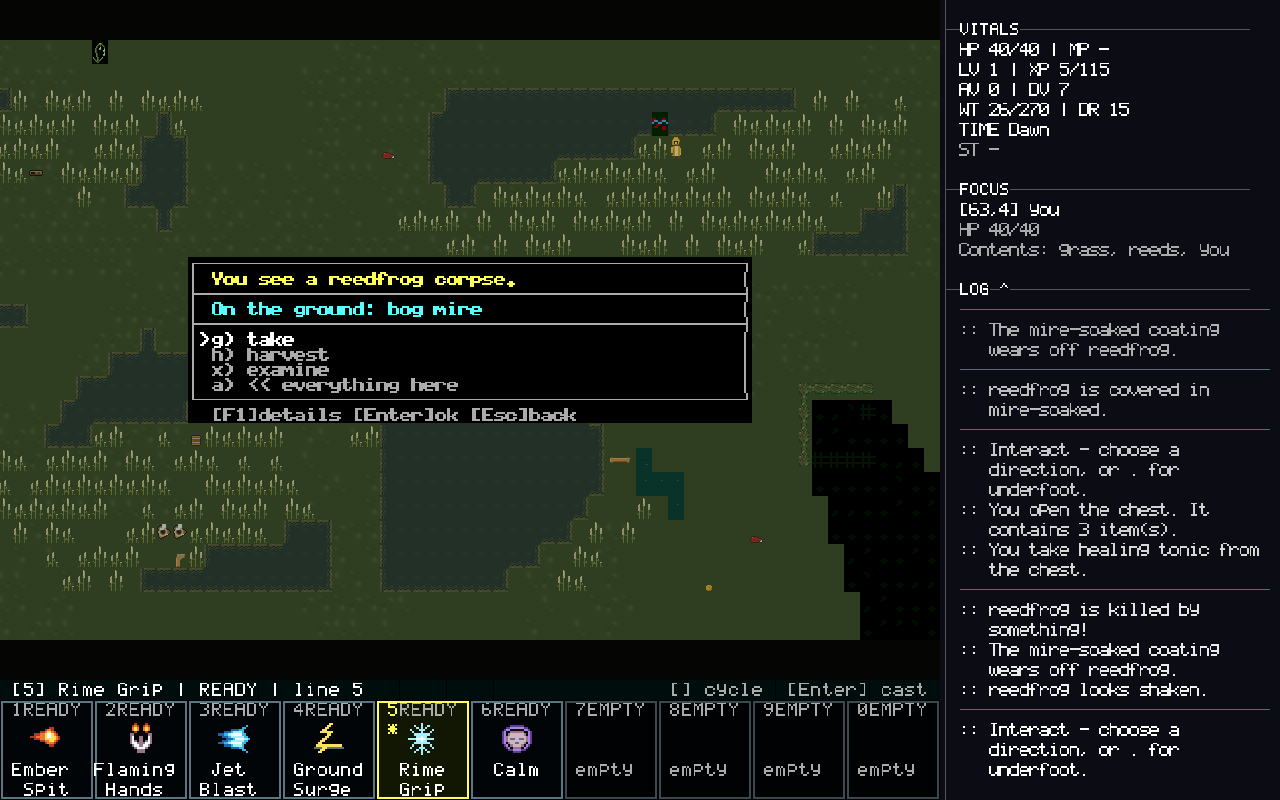 You see a reedfrog corpse.
On the ground: bog mire
>g) take
h) harvest
x) examine
a) << everything here
[F1]details [Enter]ok [Esc]back
VITALS
HP 40/40 | MP -
LV 1 | XP 5/115
AV 0 | DV 7
WT 26/270 | DR 15
TIME Dawn
ST -
FOCUS
[63,4] You
HP 40/40
Contents: grass, reeds, You
LOG ^
:: The mire-soaked coating
wears off reedfrog.
:: reedfrog is covered in
mire-soaked.
:: Interact - choose a
direction, or . for
underfoot.
:: You open the chest. It
contains 3 item(s).
:: You take healing tonic from
the chest.
:: reedfrog is killed by
something!
:: The mire-soaked coating
wears off reedfrog.
:: reedfrog looks shaken.
:: Interact - choose a
direction, or . for
underfoot.
[5] Rime Grip | READY | line 5
[] cycle [Enter] cast
1READY 2READY 3READY 4READY 5READY 6READY 7EMPTY 8EMPTY 9EMPTY 0EMPTY
*
Ember Flaming Jet Ground Rime Calm empty empty empty empty
Spit Hands Blast Surge Grip